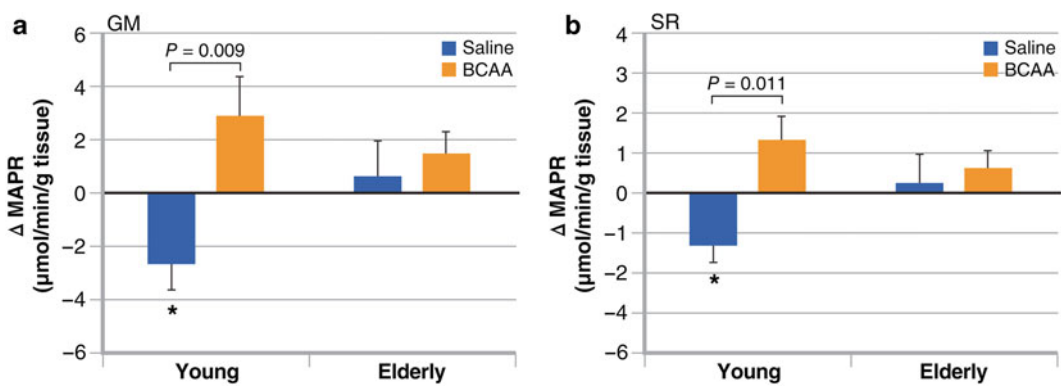 a
GM
Saline
BCAA
P = 0.009
Δ MAPR
(µmol/min/g tissue)
6
4
2
0
−2
−4
−6
*
Young
Elderly
b
SR
Saline
BCAA
P = 0.011
Δ MAPR
(µmol/min/g tissue)
4
3
2
1
0
−1
−2
−4
−6
*
Young
Elderly